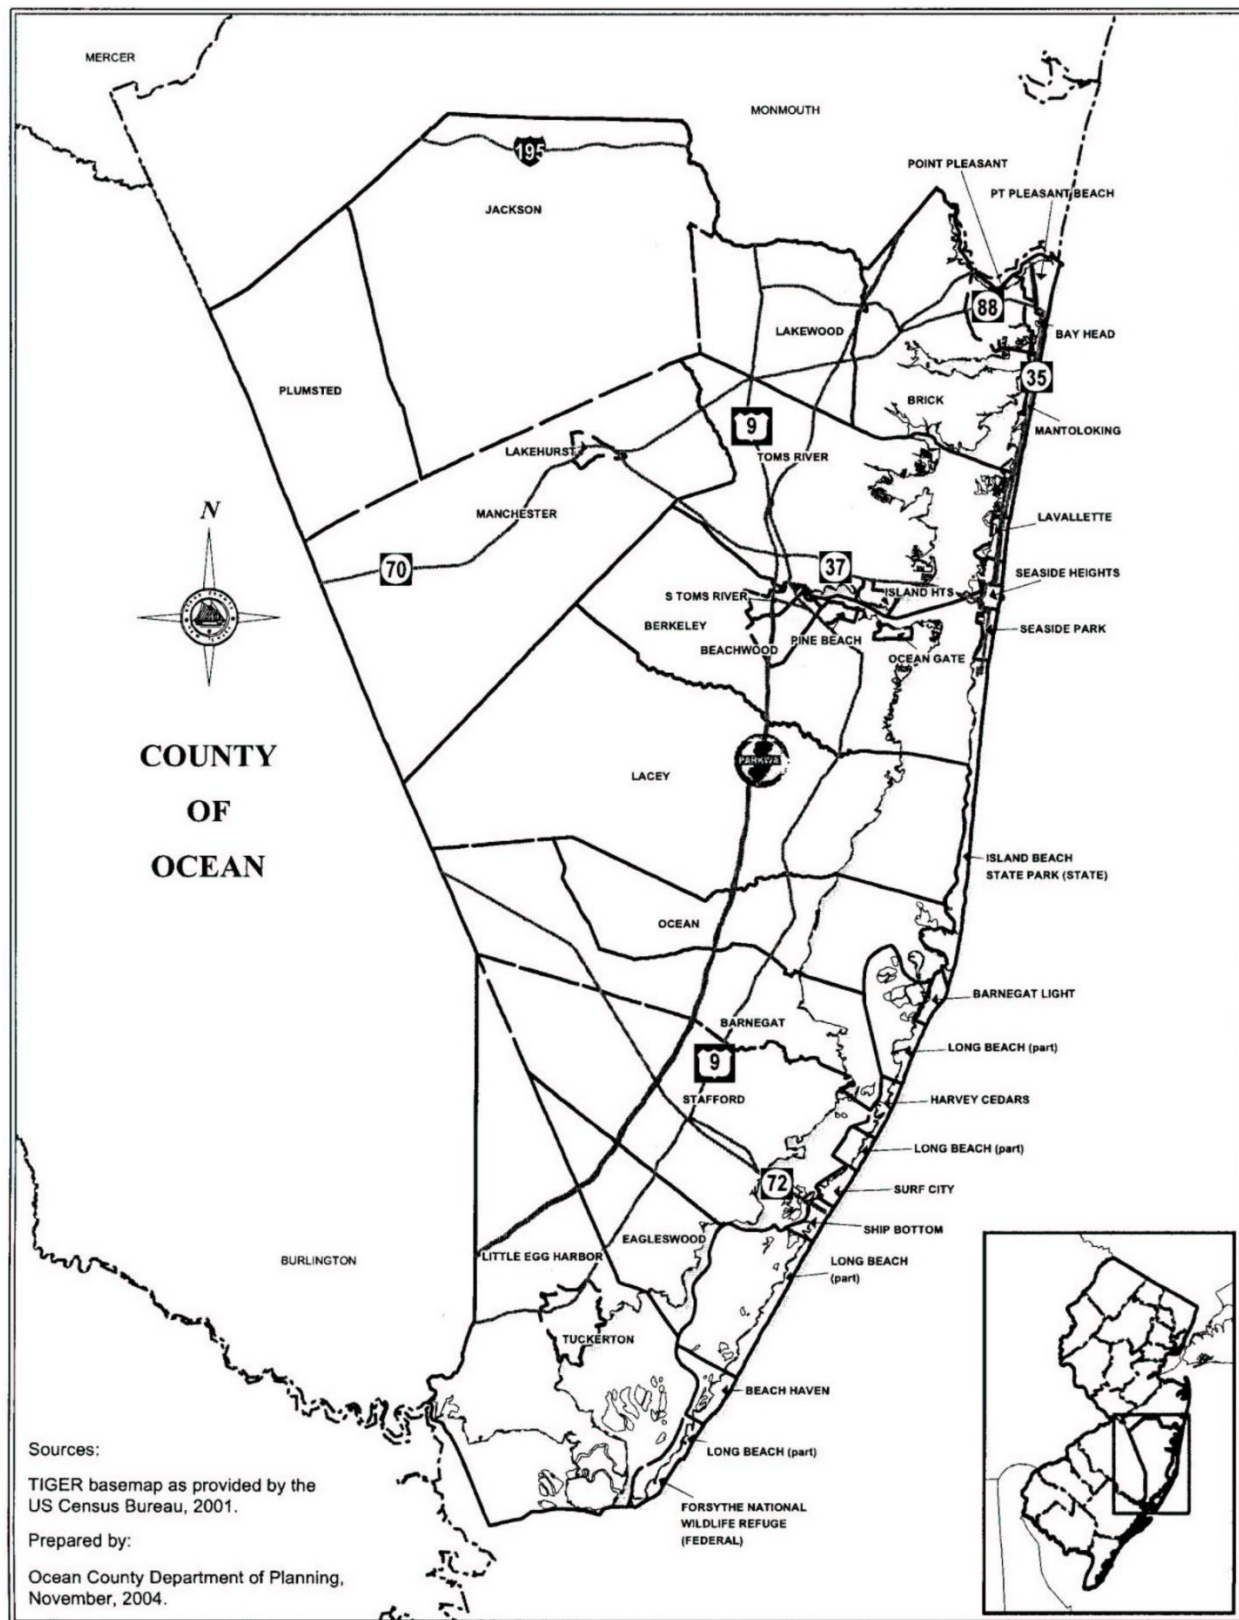 MERCER
MONMOUTH
195
POINT PLEASANT
PT PLEASANT BEACH
JACKSON
88
LAKEWOOD
BAY HEAD
35
PLUMSTED
BRICK
9
MANTOLOKING
LAKEHURST
TOMS RIVER
MANCHESTER
LAVALLETTE
N
70
37
SEASIDE HEIGHTS
ISLAND HTS
S TOMS RIVER
BERKELEY
SEASIDE PARK
PINE BEACH
BEACHWOOD
OCEAN GATE
COUNTY
OF
OCEAN
PARKWA
LACEY
ISLAND BEACH
STATE PARK (STATE)
OCEAN
BARNEGAT LIGHT
BARNEGAT
LONG BEACH (part)
9
STAFFORD
HARVEY CEDARS
LONG BEACH (part)
72
SURF CITY
SHIP BOTTOM
EAGLESWOOD
BURLINGTON
LITTLE EGG HARBOR
LONG BEACH
(part)
TUCKERTON
BEACH HAVEN
LONG BEACH (part)
FORSYTHE NATIONAL
WILDLIFE REFUGE
(FEDERAL)
Sources:
TIGER basemap as provided by the
US Census Bureau, 2001.
Prepared by:
Ocean County Department of Planning,
November, 2004.